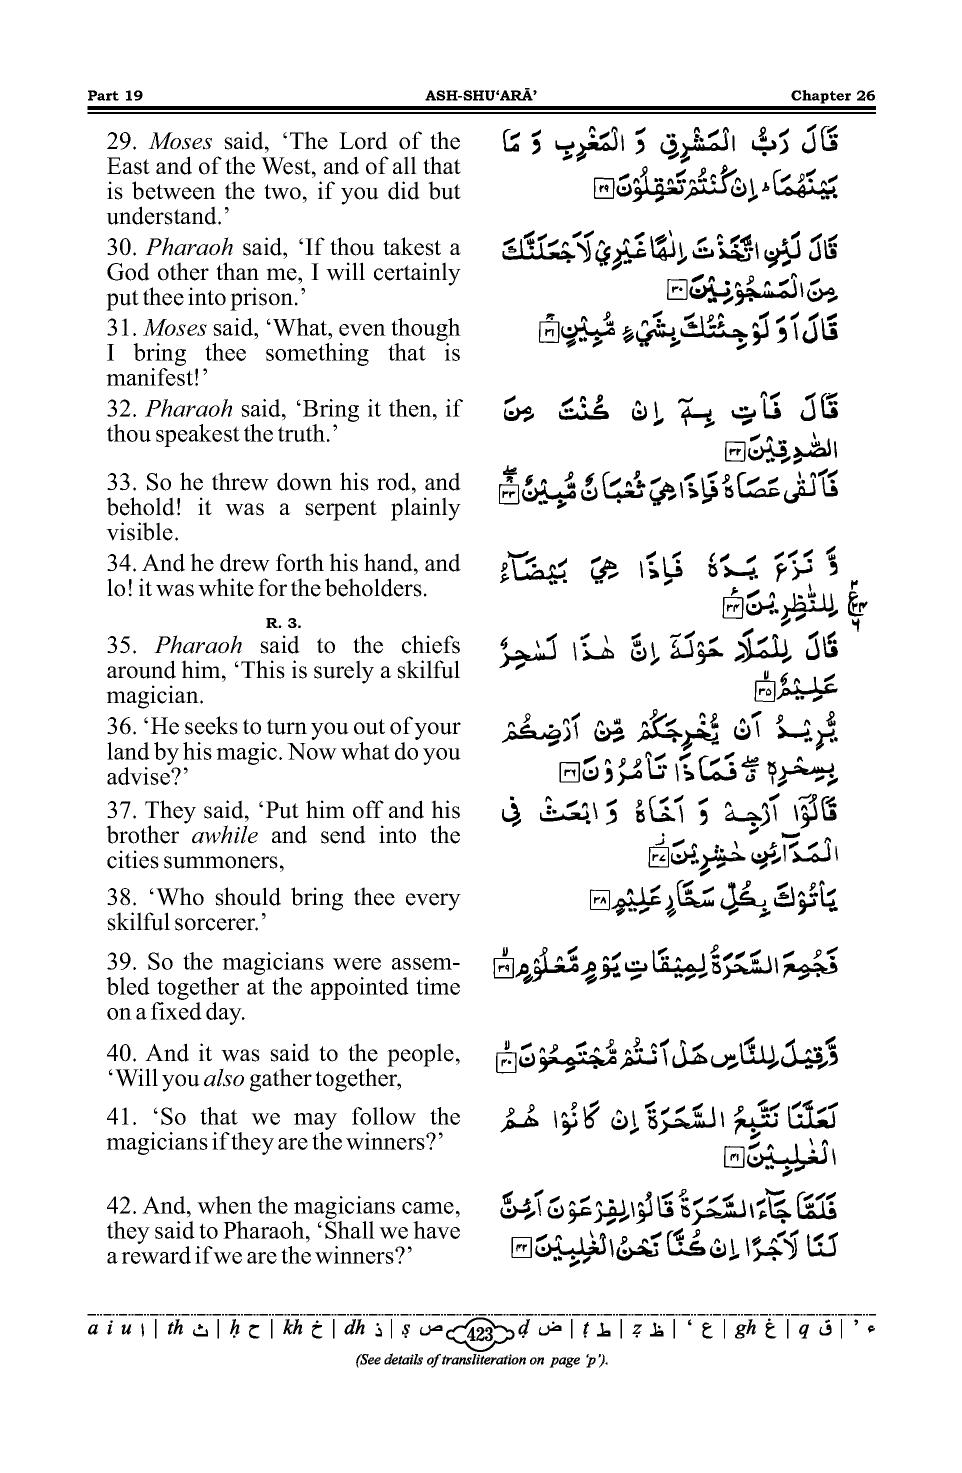 Part 19 ASH-SHU‘ARĀ’ Chapter 26
29. Moses said, ‘The Lord of the
East and of the West, and of all that
is between the two, if you did but
understand.’
قَالَ رَبُّ الْمَشْرِقِ وَ الْمَغْرِبِ وَ مَا
بَيْنَهُمَا ؕ اِنْ كُنْتُمْ تَعْقِلُوْنَ ۲۹
30. Pharaoh said, ‘If thou takest a
God other than me, I will certainly
put thee into prison.’
قَالَ لَئِنِ اتَّخَذْتَ اِلٰهًا غَيْرِيْ لَاَجْعَلَنَّكَ
مِنَ الْمَسْجُوْنِيْنَ ۳۰
31. Moses said, ‘What, even though
I bring thee something that is
manifest!’
قَالَ اَوَ لَوْ جِئْتُكَ بِشَيْءٍ مُّبِيْنٍ ۳۱
32. Pharaoh said, ‘Bring it then, if
thou speakest the truth.’
قَالَ فَاْتِ بِهٖۤ اِنْ كُنْتَ مِنَ
الصّٰدِقِيْنَ ۳۲
33. So he threw down his rod, and
behold! it was a serpent plainly
visible.
فَاَلْقٰى عَصَاهُ فَاِذَا هِيَ ثُعْبَانٌ مُّبِيْنٌ ۳۳
34. And he drew forth his hand, and
lo! it was white for the beholders.
وَّ نَزَعَ يَدَهٗ فَاِذَا هِيَ بَيْضَآءُ
لِلنّٰظِرِيْنَ ۳۴
R. 3.
35. Pharaoh said to the chiefs
around him, ‘This is surely a skilful
magician.
قَالَ لِلْمَلَاِ حَوْلَهٗۤ اِنَّ هٰذَا لَسٰحِرٌ
عَلِيْمٌ ۳۵
36. ‘He seeks to turn you out of your
land by his magic. Now what do you
advise?’
يُّرِيْدُ اَنْ يُّخْرِجَكُمْ مِّنْ اَرْضِكُمْ
بِسِحْرِهٖ ۖۗ فَمَاذَا تَاْمُرُوْنَ ۳۶
37. They said, ‘Put him off and his
brother awhile and send into the
cities summoners,
قَالُوْۤا اَرْجِهْ وَ اَخَاهُ وَ ابْعَثْ فِي
الْمَدَآئِنِ حٰشِرِيْنَ ۳۷
38. ‘Who should bring thee every
skilful sorcerer.’
يَاْتُوْكَ بِكُلِّ سَحَّارٍ عَلِيْمٍ ۳۸
39. So the magicians were assem-
bled together at the appointed time
on a fixed day.
فَجُمِعَ السَّحَرَةُ لِمِيْقَاتِ يَوْمٍ مَّعْلُوْمٍ ۳۹
40. And it was said to the people,
‘Will you also gather together,
وَّ قِيْلَ لِلنَّاسِ هَلْ اَنْتُمْ مُّجْتَمِعُوْنَ ۴۰
41. ‘So that we may follow the
magicians if they are the winners?’
لَعَلَّنَا نَتَّبِعُ السَّحَرَةَ اِنْ كَانُوْا هُمُ
الْغٰلِبِيْنَ ۴۱
42. And, when the magicians came,
they said to Pharaoh, ‘Shall we have
a reward if we are the winners?’
فَلَمَّا جَآءَ السَّحَرَةُ قَالُوْا لِفِرْعَوْنَ اَئِنَّ
لَنَا لَاَجْرًا اِنْ كُنَّا نَحْنُ الْغٰلِبِيْنَ ۴۲
a i u ا | th ث | ḥ ح | kh خ | dh ذ | ṣ ص 423 ḍ ض | ṭ ط | ẓ ظ | ‘ ع | gh غ | q ق | ’ ء
(See details of transliteration on page ‘p’).